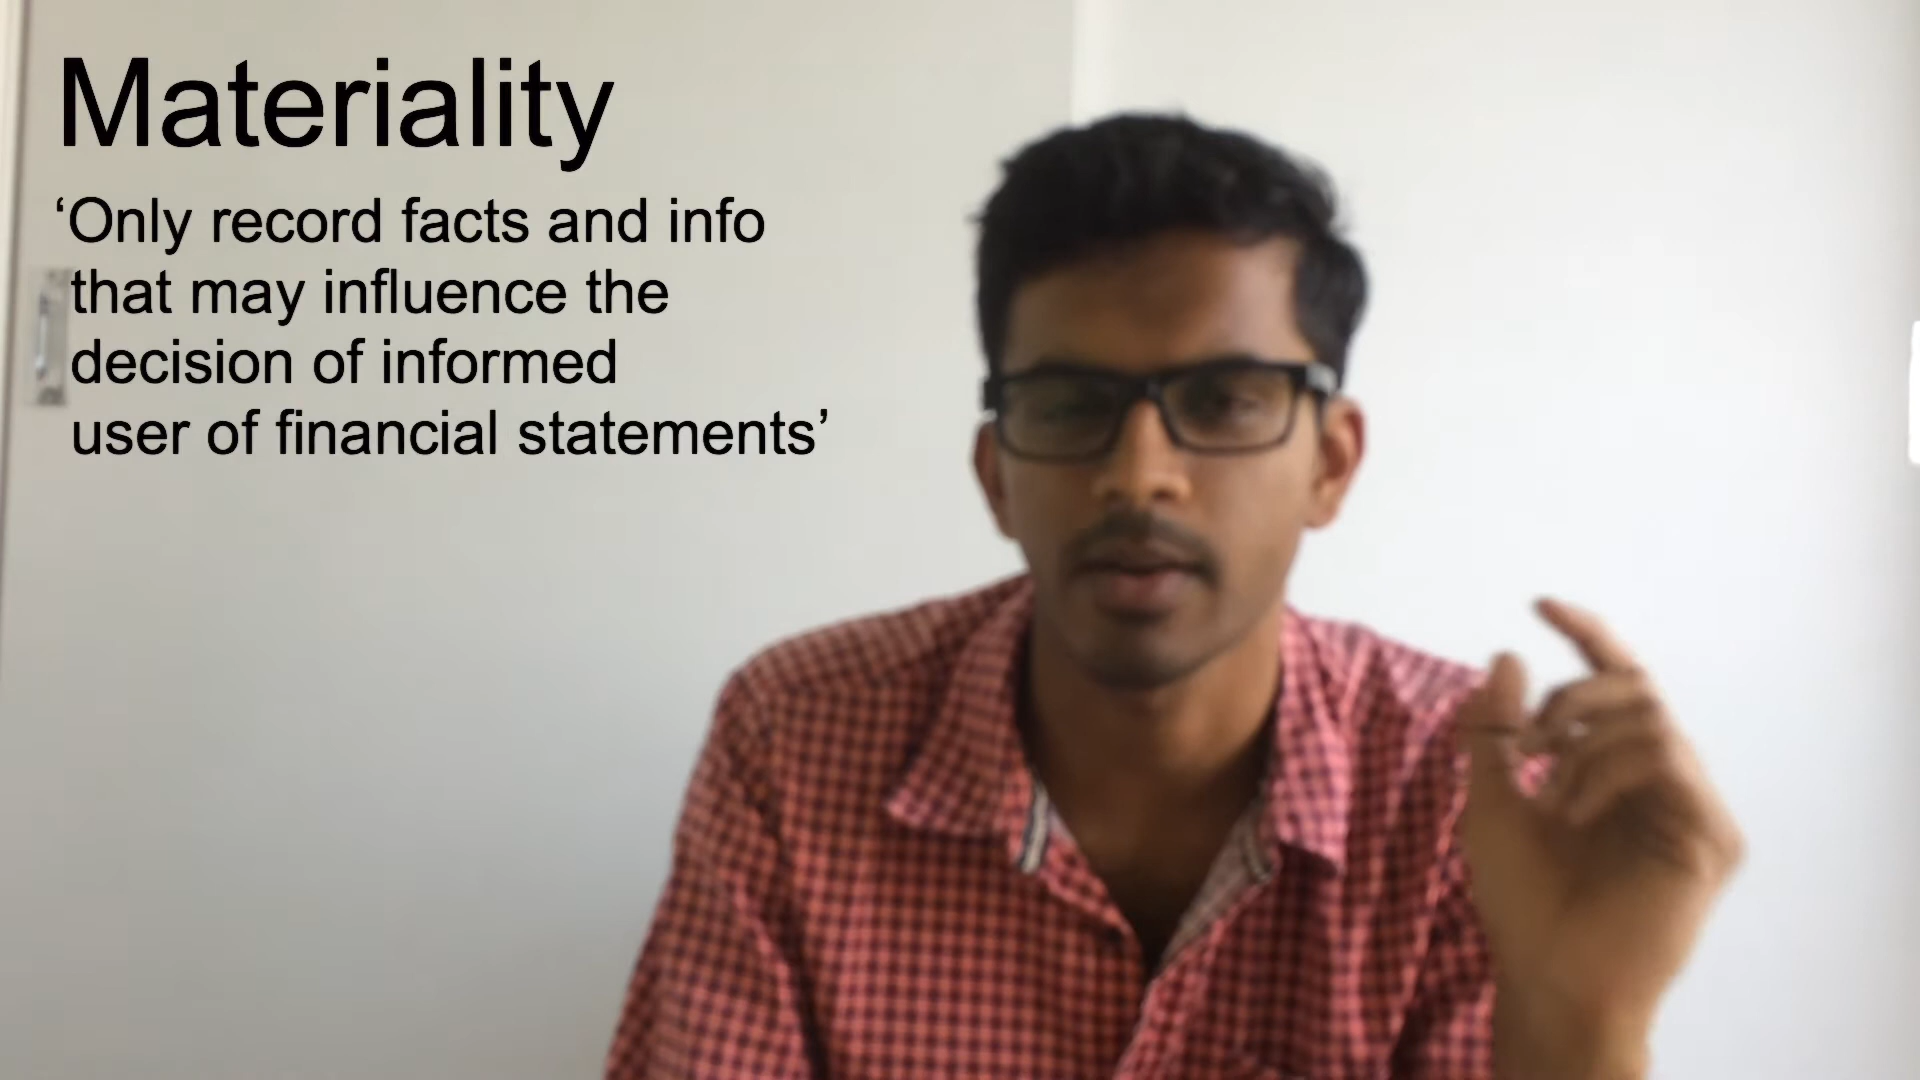 Materiality
‘Only record facts and info
that may influence the
decision of informed
user of financial statements’